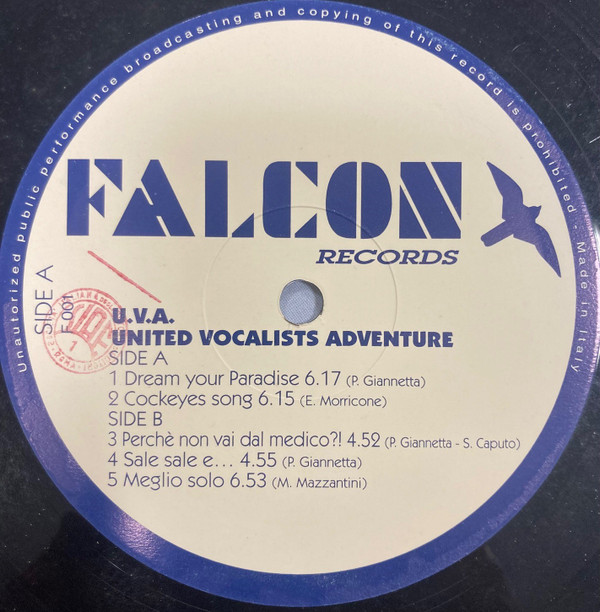 Unauthorized public performance broadcasting and copying of this record is prohibited - Made in Italy
FALCON
RECORDS
SIDE A
F 001
U.V.A.
UNITED VOCALISTS ADVENTURE
SIDE A
1 Dream your Paradise 6.17 (P. Giannetta)
2 Cockeyes song 6.15 (E. Morricone)
SIDE B
3 Perchè non vai dal medico?! 4.52 (P. Giannetta - S. Caputo)
4 Sale sale e... 4.55 (P. Giannetta)
5 Meglio solo 6.53 (M. Mazzantini)